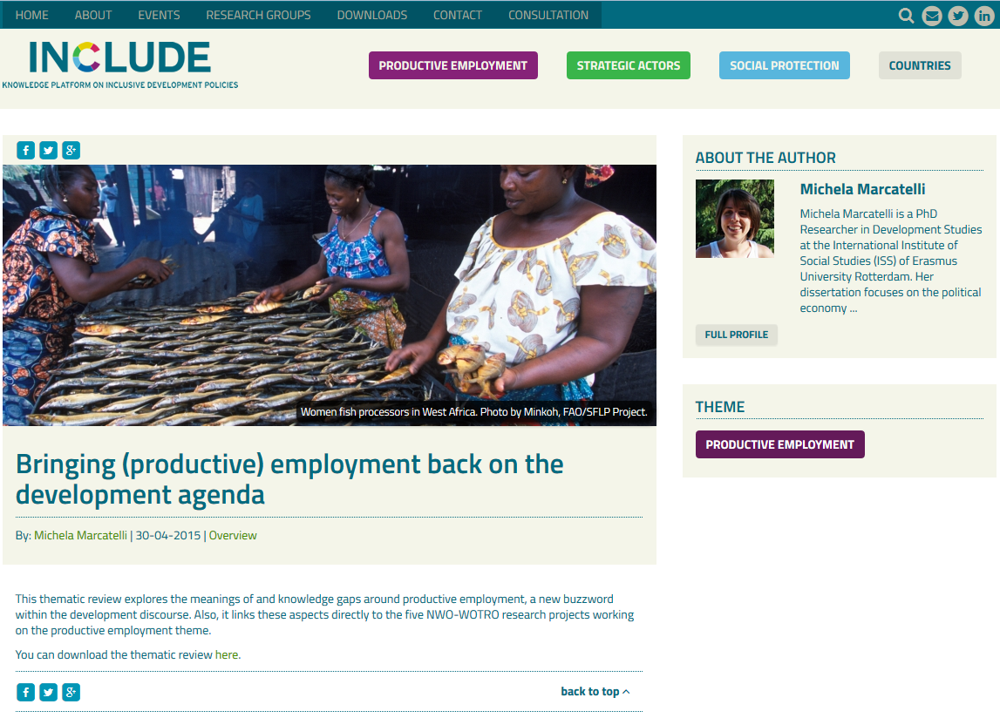 HOME ABOUT EVENTS RESEARCH GROUPS DOWNLOADS CONTACT CONSULTATION
INCLUDE
KNOWLEDGE PLATFORM ON INCLUSIVE DEVELOPMENT POLICIES
PRODUCTIVE EMPLOYMENT STRATEGIC ACTORS SOCIAL PROTECTION COUNTRIES
Women fish processors in West Africa. Photo by Minkoh, FAO/SFLP Project.
Bringing (productive) employment back on the
development agenda
By: Michela Marcatelli | 30-04-2015 | Overview
This thematic review explores the meanings of and knowledge gaps around productive employment, a new buzzword
within the development discourse. Also, it links these aspects directly to the five NWO-WOTRO research projects working
on the productive employment theme.
You can download the thematic review here.
back to top
ABOUT THE AUTHOR
Michela Marcatelli
Michela Marcatelli is a PhD
Researcher in Development Studies
at the International Institute of
Social Studies (ISS) of Erasmus
University Rotterdam. Her
dissertation focuses on the political
economy ...
FULL PROFILE
THEME
PRODUCTIVE EMPLOYMENT